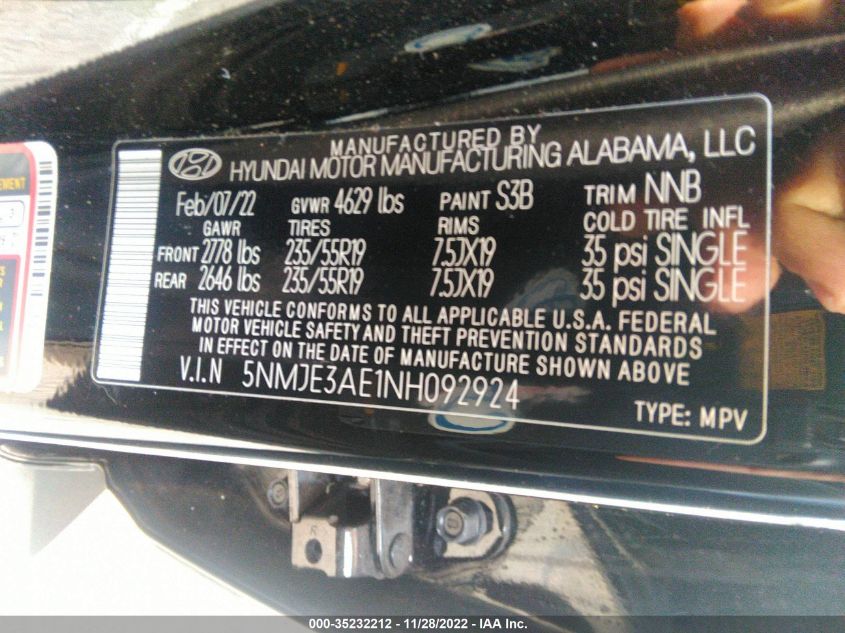 EMENT
MANUFACTURED BY
HYUNDAI MOTOR MANUFACTURING ALABAMA, LLC
Feb/07/22 GVWR 4629 lbs PAINT S3B TRIM NNB
GAWR TIRES RIMS COLD TIRE INFL
FRONT 2778 lbs 235/55R19 7.5JX19 35 psi SINGLE
REAR 2646 lbs 235/55R19 7.5JX19 35 psi SINGLE
THIS VEHICLE CONFORMS TO ALL APPLICABLE U.S.A. FEDERAL
MOTOR VEHICLE SAFETY AND THEFT PREVENTION STANDARDS
IN EFFECT ON THE DATE OF MANUFACTURE SHOWN ABOVE
V.I.N 5NMJE3AE1NH092924
TYPE: MPV
000-35232212 - 11/28/2022 - IAA Inc.